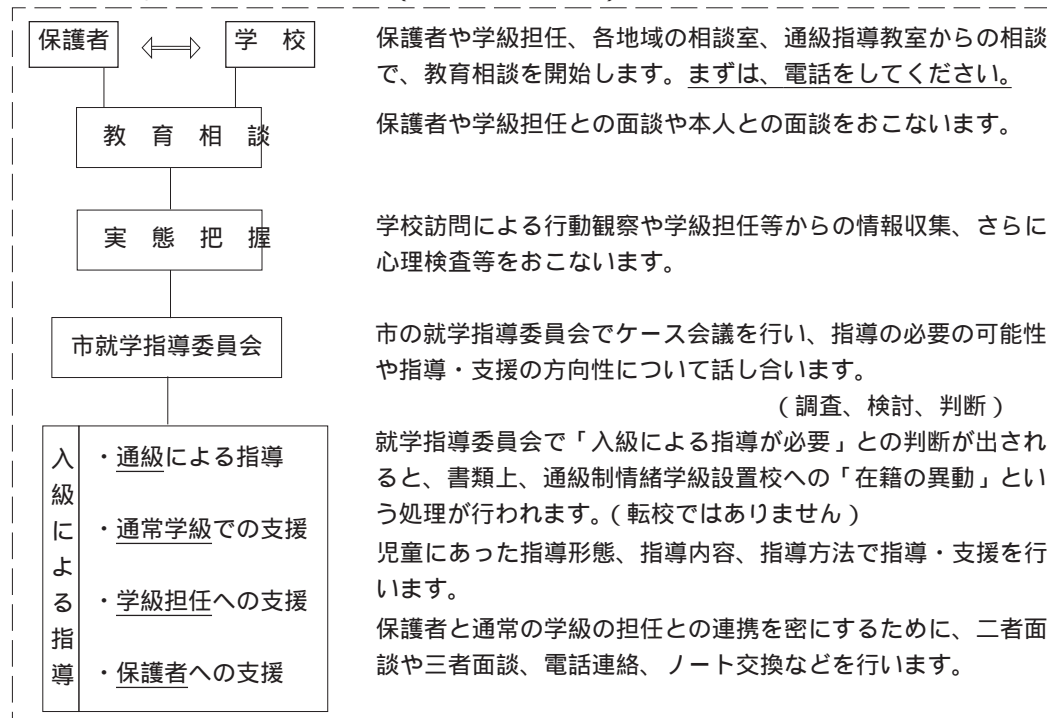 保護者
学 校
保護者や学級担任、各地域の相談室、通級指導教室からの相談
で、教育相談を開始します。まずは、電話をしてください。
教 育 相 談
保護者や学級担任との面談や本人との面談をおこないます。
実 態 把 握
学校訪問による行動観察や学級担任等からの情報収集、さらに
心理検査等をおこないます。
市就学指導委員会
市の就学指導委員会でケース会議を行い、指導の必要の可能性
や指導・支援の方向性について話し合います。
(調査、検討、判断)
入級による指導
・通級による指導
・通常学級での支援
・学級担任への支援
・保護者への支援
就学指導委員会で「入級による指導が必要」との判断が出され
ると、書類上、通級制情緒学級設置校への「在籍の異動」とい
う処理が行われます。(転校ではありません)
児童にあった指導形態、指導内容、指導方法で指導・支援を行
います。
保護者と通常の学級の担任との連携を密にするために、二者面
談や三者面談、電話連絡、ノート交換などを行います。